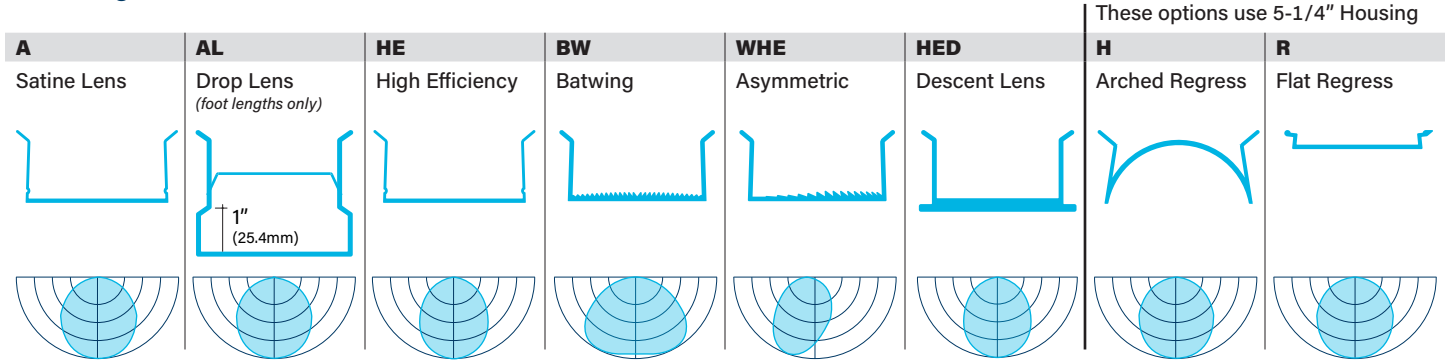 These options use 5-1/4” Housing
A
AL
HE
BW
WHE
HED
H
R
Satine Lens
Drop Lens
(foot lengths only)
High Efficiency
Batwing
Asymmetric
Descent Lens
Arched Regress
Flat Regress
1”
(25.4mm)